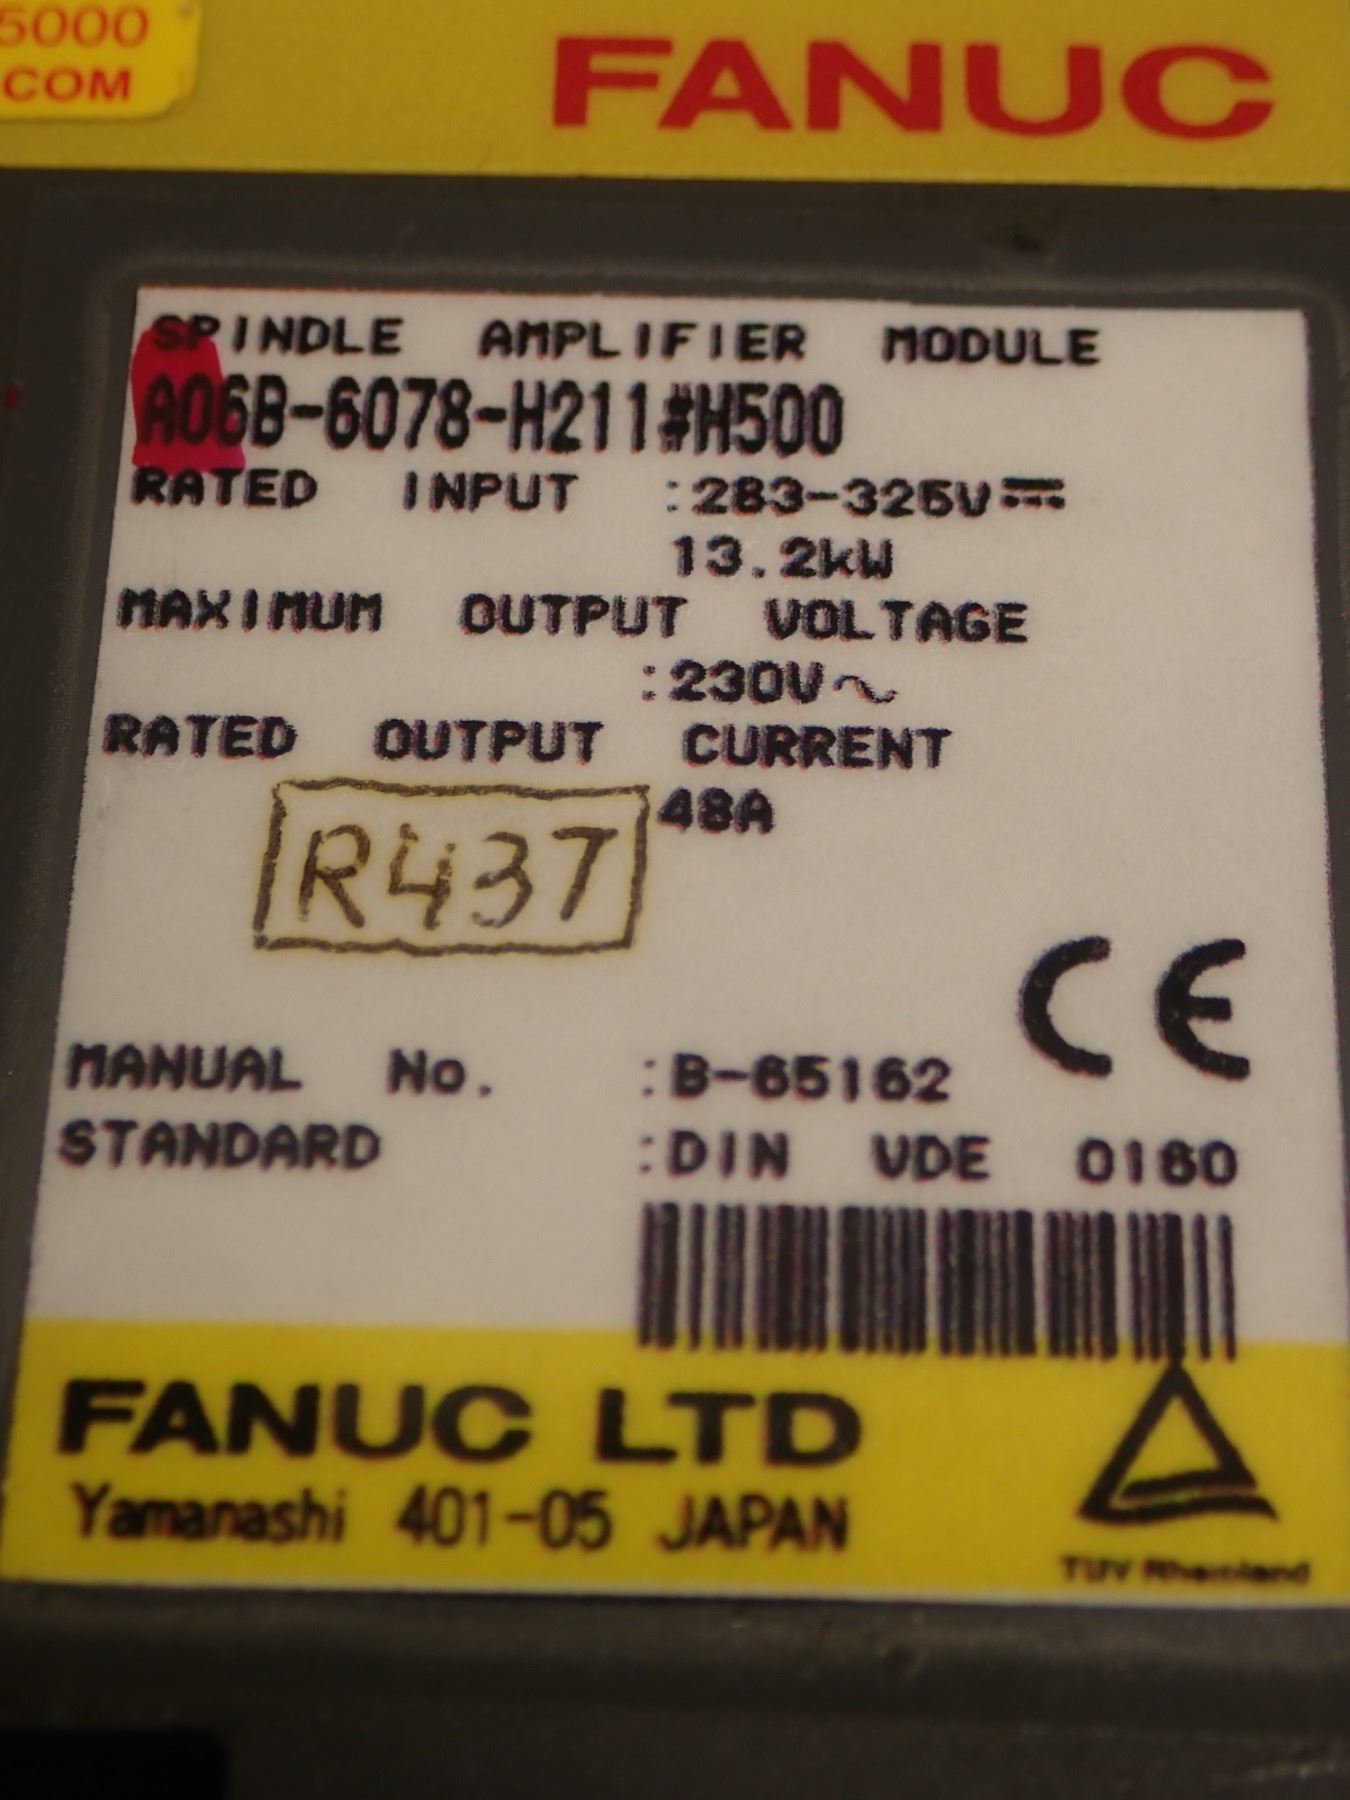 5000
.COM
FANUC
SPINDLE AMPLIFIER MODULE
A06B-6078-H211#H500
RATED INPUT :283-325V⎓
13.2kW
MAXIMUM OUTPUT VOLTAGE
:230V~
RATED OUTPUT CURRENT
48A
R437
CE
MANUAL No. :B-65162
STANDARD :DIN VDE 0160
FANUC LTD
Yamanashi 401-05 JAPAN
TÜV Rheinland